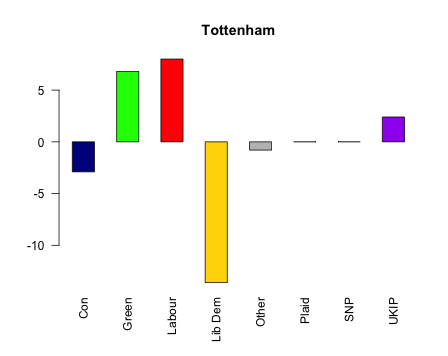 Tottenham
5
0
-5
-10
Con
Green
Labour
Lib Dem
Other
Plaid
SNP
UKIP